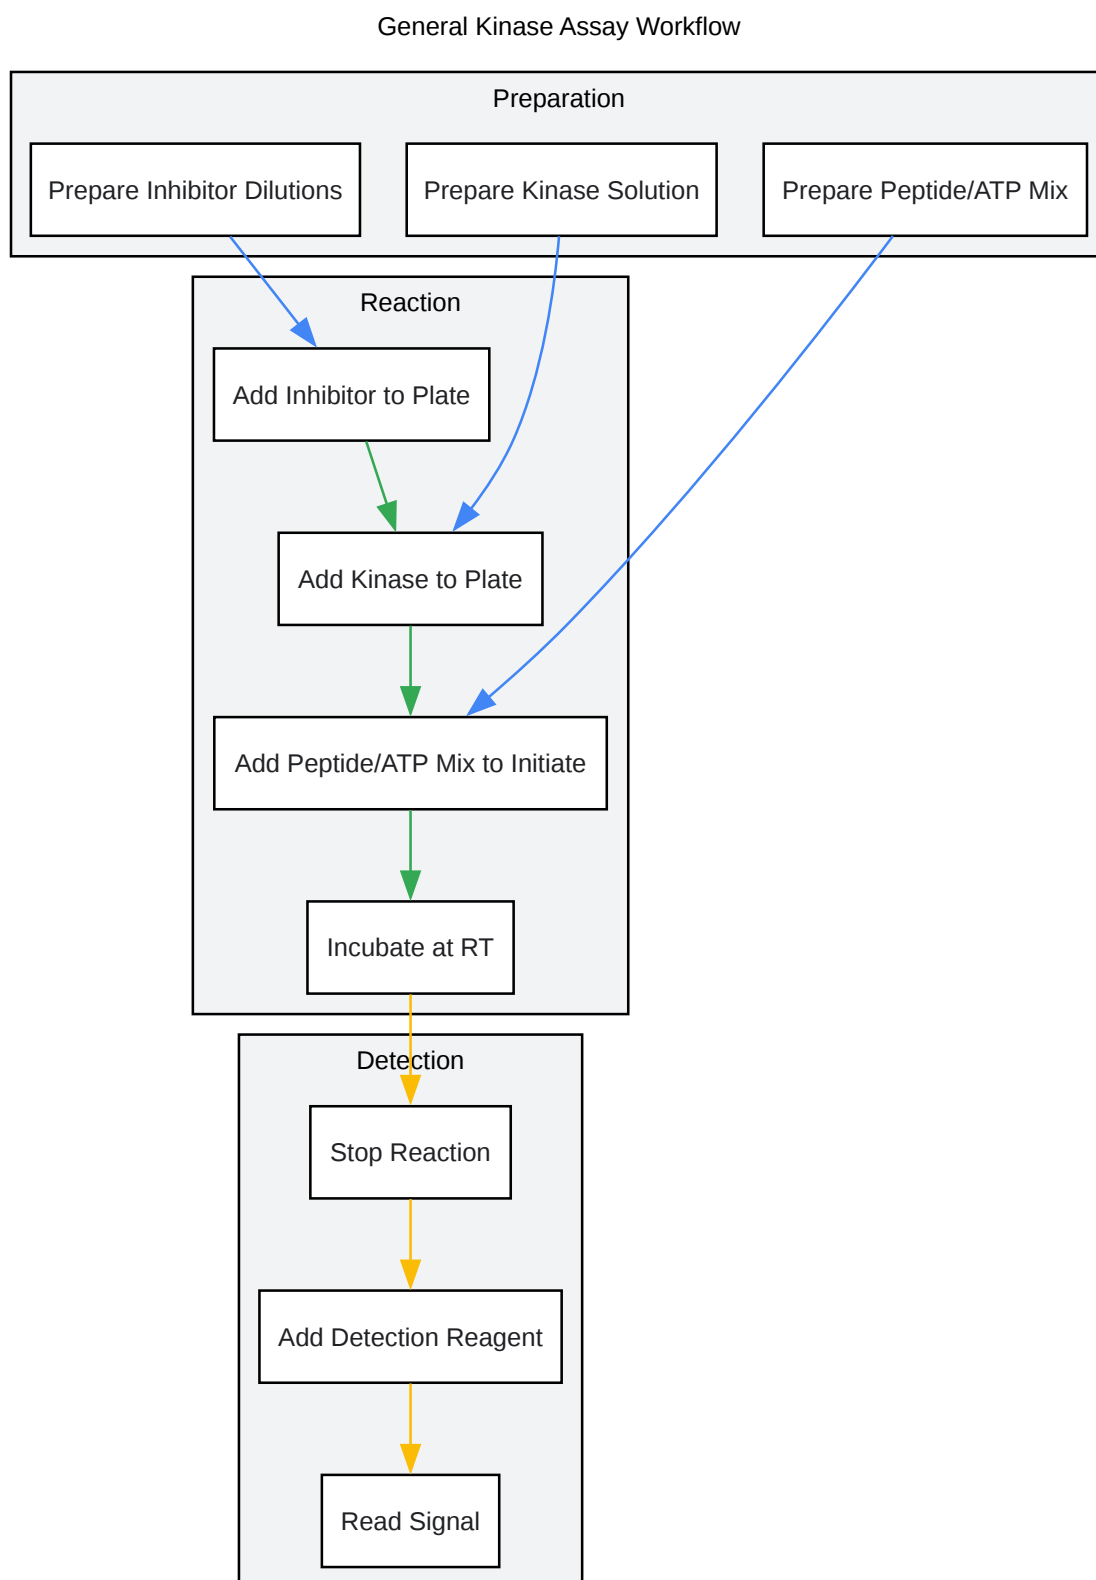 General Kinase Assay Workflow
Preparation
Prepare Inhibitor Dilutions
Prepare Kinase Solution
Prepare Peptide/ATP Mix
Reaction
Add Inhibitor to Plate
Add Kinase to Plate
Add Peptide/ATP Mix to Initiate
Incubate at RT
Detection
Stop Reaction
Add Detection Reagent
Read Signal